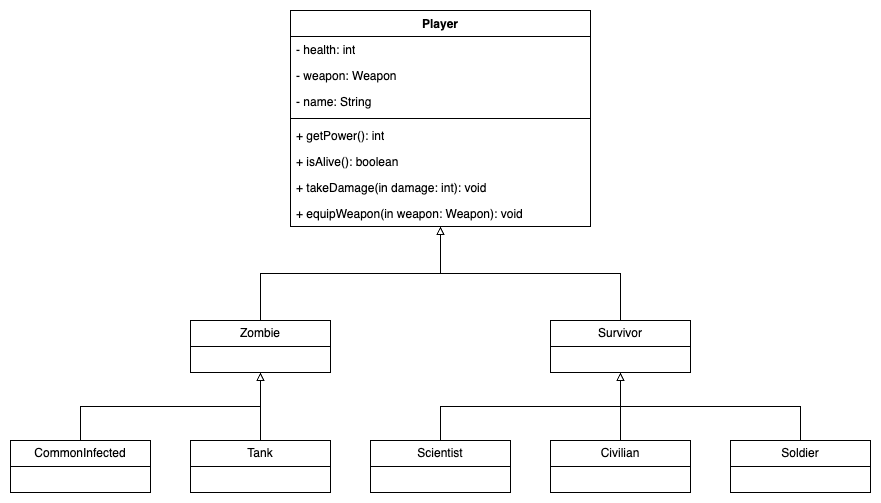 Player
- health: int
- weapon: Weapon
- name: String
+ getPower(): int
+ isAlive(): boolean
+ takeDamage(in damage: int): void
+ equipWeapon(in weapon: Weapon): void
Zombie
Survivor
CommonInfected
Tank
Scientist
Civilian
Soldier